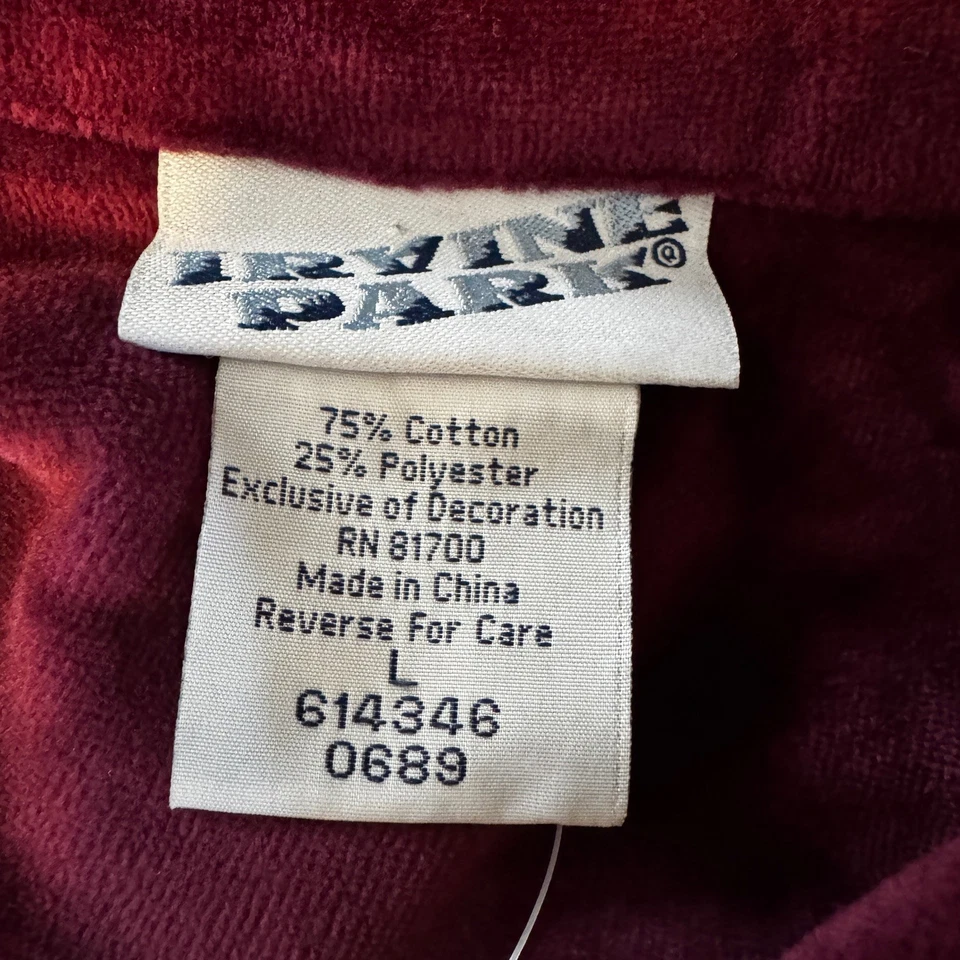 IRVINE
PARK®
75% Cotton
25% Polyester
Exclusive of Decoration
RN 81700
Made in China
Reverse For Care
L
614346
0689